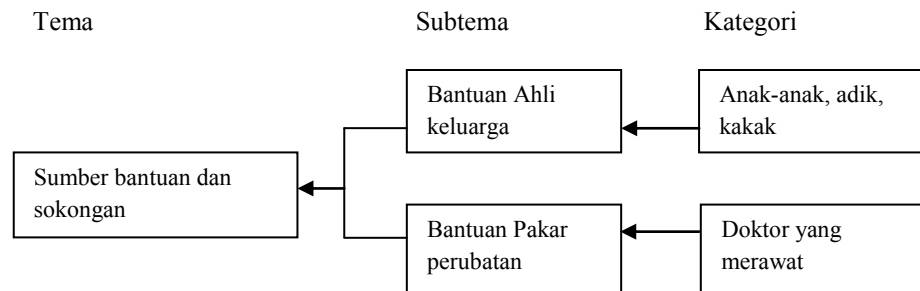 Tema Subtema Kategori
Bantuan Ahli
keluarga
Anak-anak, adik,
kakak
Sumber bantuan dan
sokongan
Bantuan Pakar
perubatan
Doktor yang
merawat